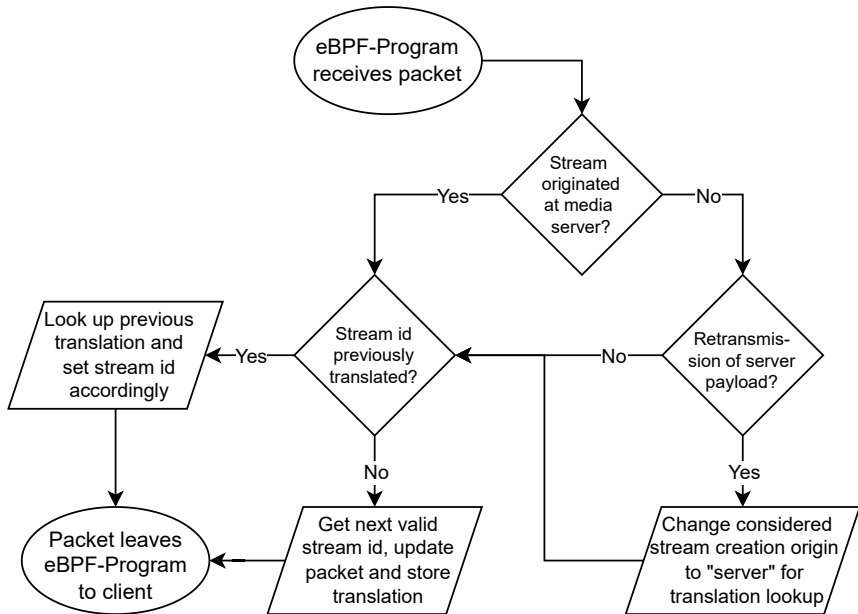 eBPF-Program
receives packet
Stream
originated
at media
server?
Yes
No
Look up previous
translation and
set stream id
accordingly
Yes
Stream id
previously
translated?
No
Retransmis-
sion of server
payload?
No
Yes
Packet leaves
eBPF-Program
to client
Get next valid
stream id, update
packet and store
translation
Change considered
stream creation origin
to "server" for
translation lookup